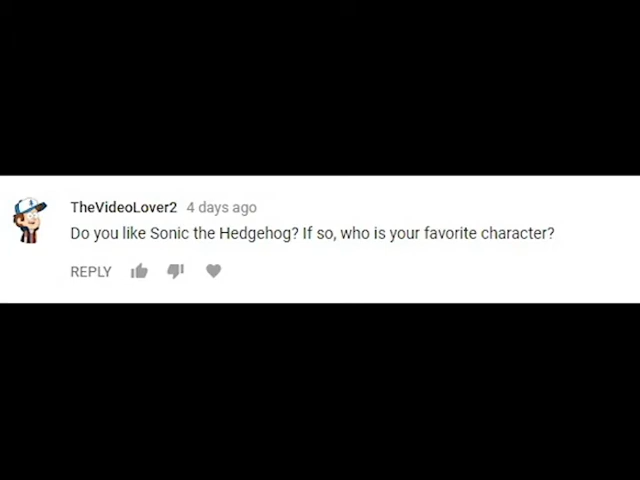 TheVideoLover2 4 days ago
Do you like Sonic the Hedgehog? If so, who is your favorite character?
REPLY